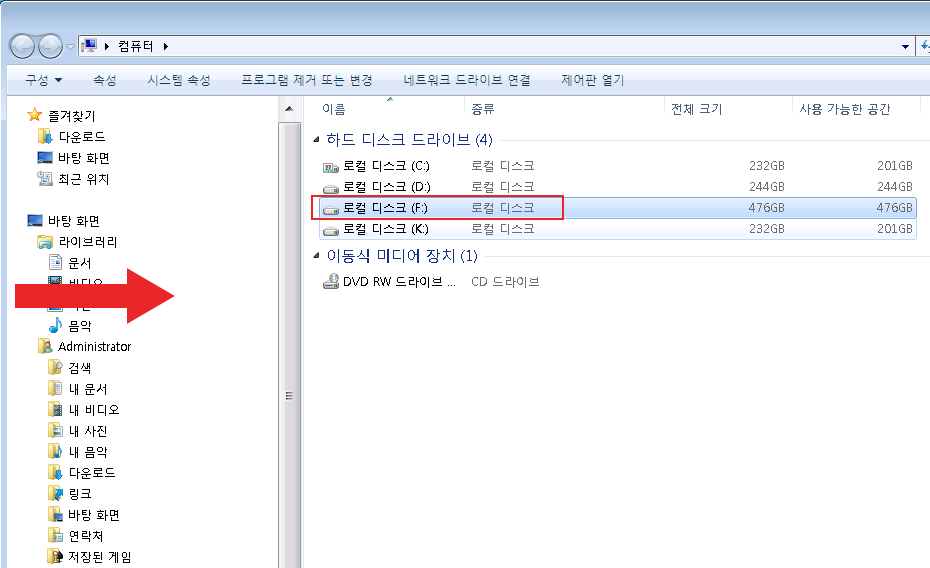 컴퓨터
구성 속성 시스템 속성 프로그램 제거 또는 변경 네트워크 드라이브 연결 제어판 열기
즐겨찾기
다운로드
바탕 화면
최근 위치
바탕 화면
라이브러리
문서
비디오
음악
Administrator
검색
내 문서
내 비디오
내 사진
내 음악
다운로드
링크
바탕 화면
연락처
저장된 게임
이름 종류 전체 크기 사용 가능한 공간
하드 디스크 드라이브 (4)
로컬 디스크 (C:) 로컬 디스크 232GB 201GB
로컬 디스크 (D:) 로컬 디스크 244GB 244GB
로컬 디스크 (F:) 로컬 디스크 476GB 476GB
로컬 디스크 (K:) 로컬 디스크 232GB 201GB
이동식 미디어 장치 (1)
DVD RW 드라이브 ... CD 드라이브